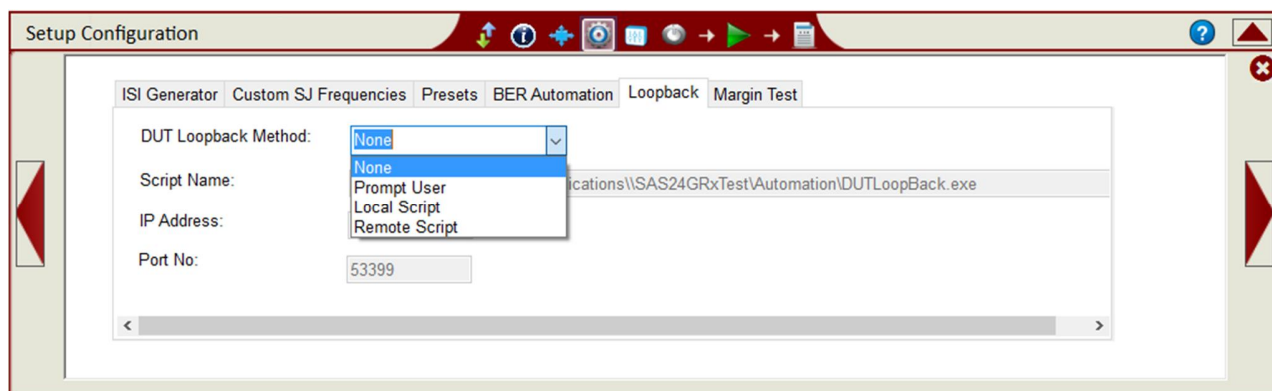 Setup Configuration
ISI Generator Custom SJ Frequencies Presets BER Automation Loopback Margin Test
DUT Loopback Method: None
None
Script Name: ications\\SAS24GRxTest\Automation\DUTLoopBack.exe
Prompt User
Local Script
IP Address:
Remote Script
Port No: 53399